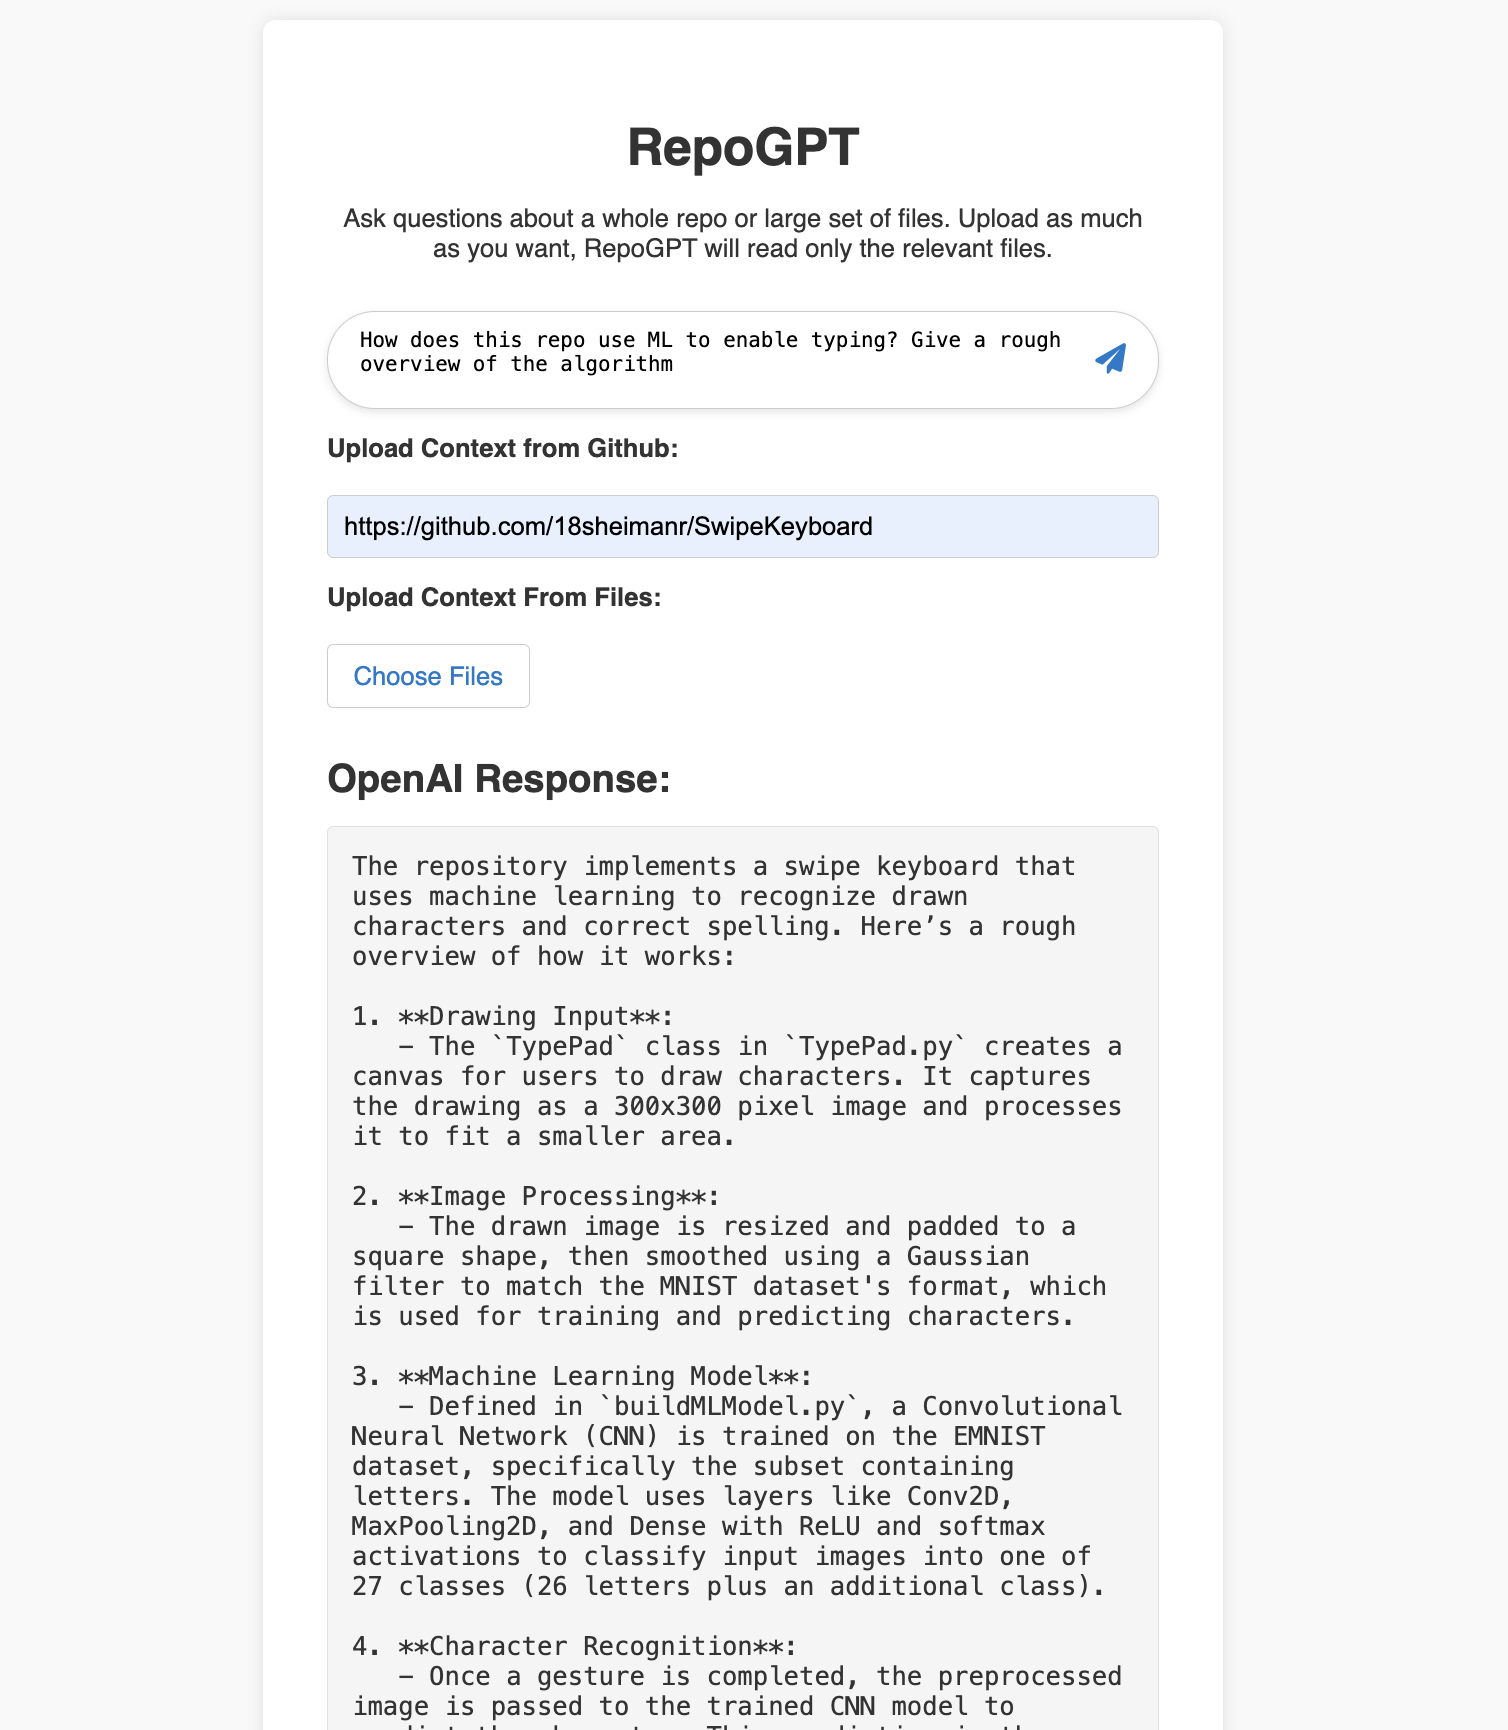 RepoGPT
Ask questions about a whole repo or large set of files. Upload as much
as you want, RepoGPT will read only the relevant files.
How does this repo use ML to enable typing? Give a rough
overview of the algorithm
Upload Context from Github:
https://github.com/18sheimanr/SwipeKeyboard
Upload Context From Files:
Choose Files
OpenAI Response:
The repository implements a swipe keyboard that
uses machine learning to recognize drawn
characters and correct spelling. Here’s a rough
overview of how it works:
1. **Drawing Input**:
   – The `TypePad` class in `TypePad.py` creates a
canvas for users to draw characters. It captures
the drawing as a 300x300 pixel image and processes
it to fit a smaller area.
2. **Image Processing**:
   – The drawn image is resized and padded to a
square shape, then smoothed using a Gaussian
filter to match the MNIST dataset's format, which
is used for training and predicting characters.
3. **Machine Learning Model**:
   – Defined in `buildMLModel.py`, a Convolutional
Neural Network (CNN) is trained on the EMNIST
dataset, specifically the subset containing
letters. The model uses layers like Conv2D,
MaxPooling2D, and Dense with ReLU and softmax
activations to classify input images into one of
27 classes (26 letters plus an additional class).
4. **Character Recognition**:
   – Once a gesture is completed, the preprocessed
image is passed to the trained CNN model to